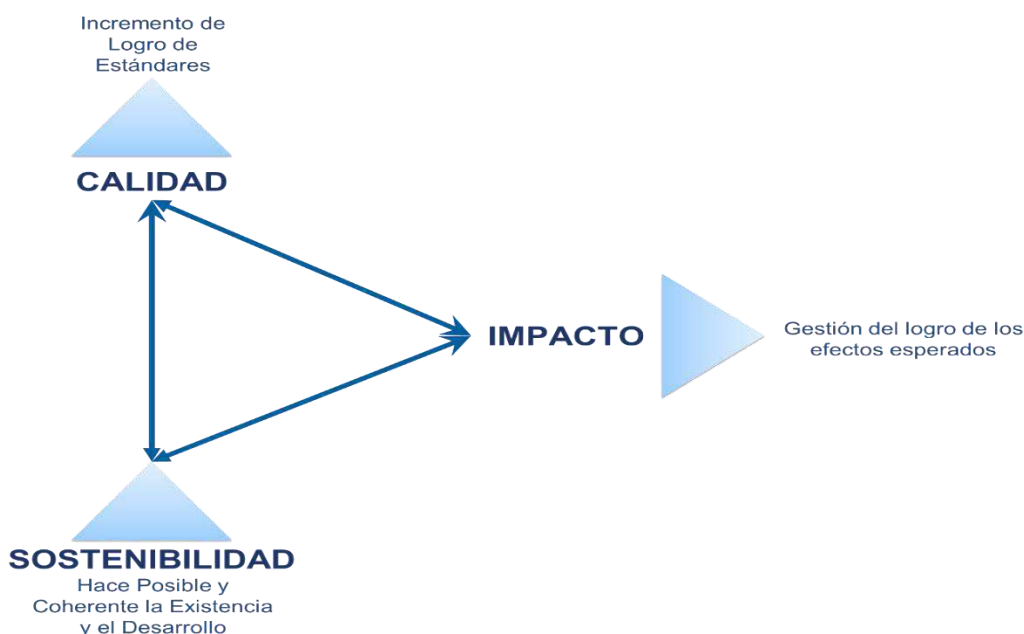 Incremento de
Logro de
Estándares
CALIDAD
IMPACTO
Gestión del logro de los
efectos esperados
SOSTENIBILIDAD
Hace Posible y
Coherente la Existencia
y el Desarrollo